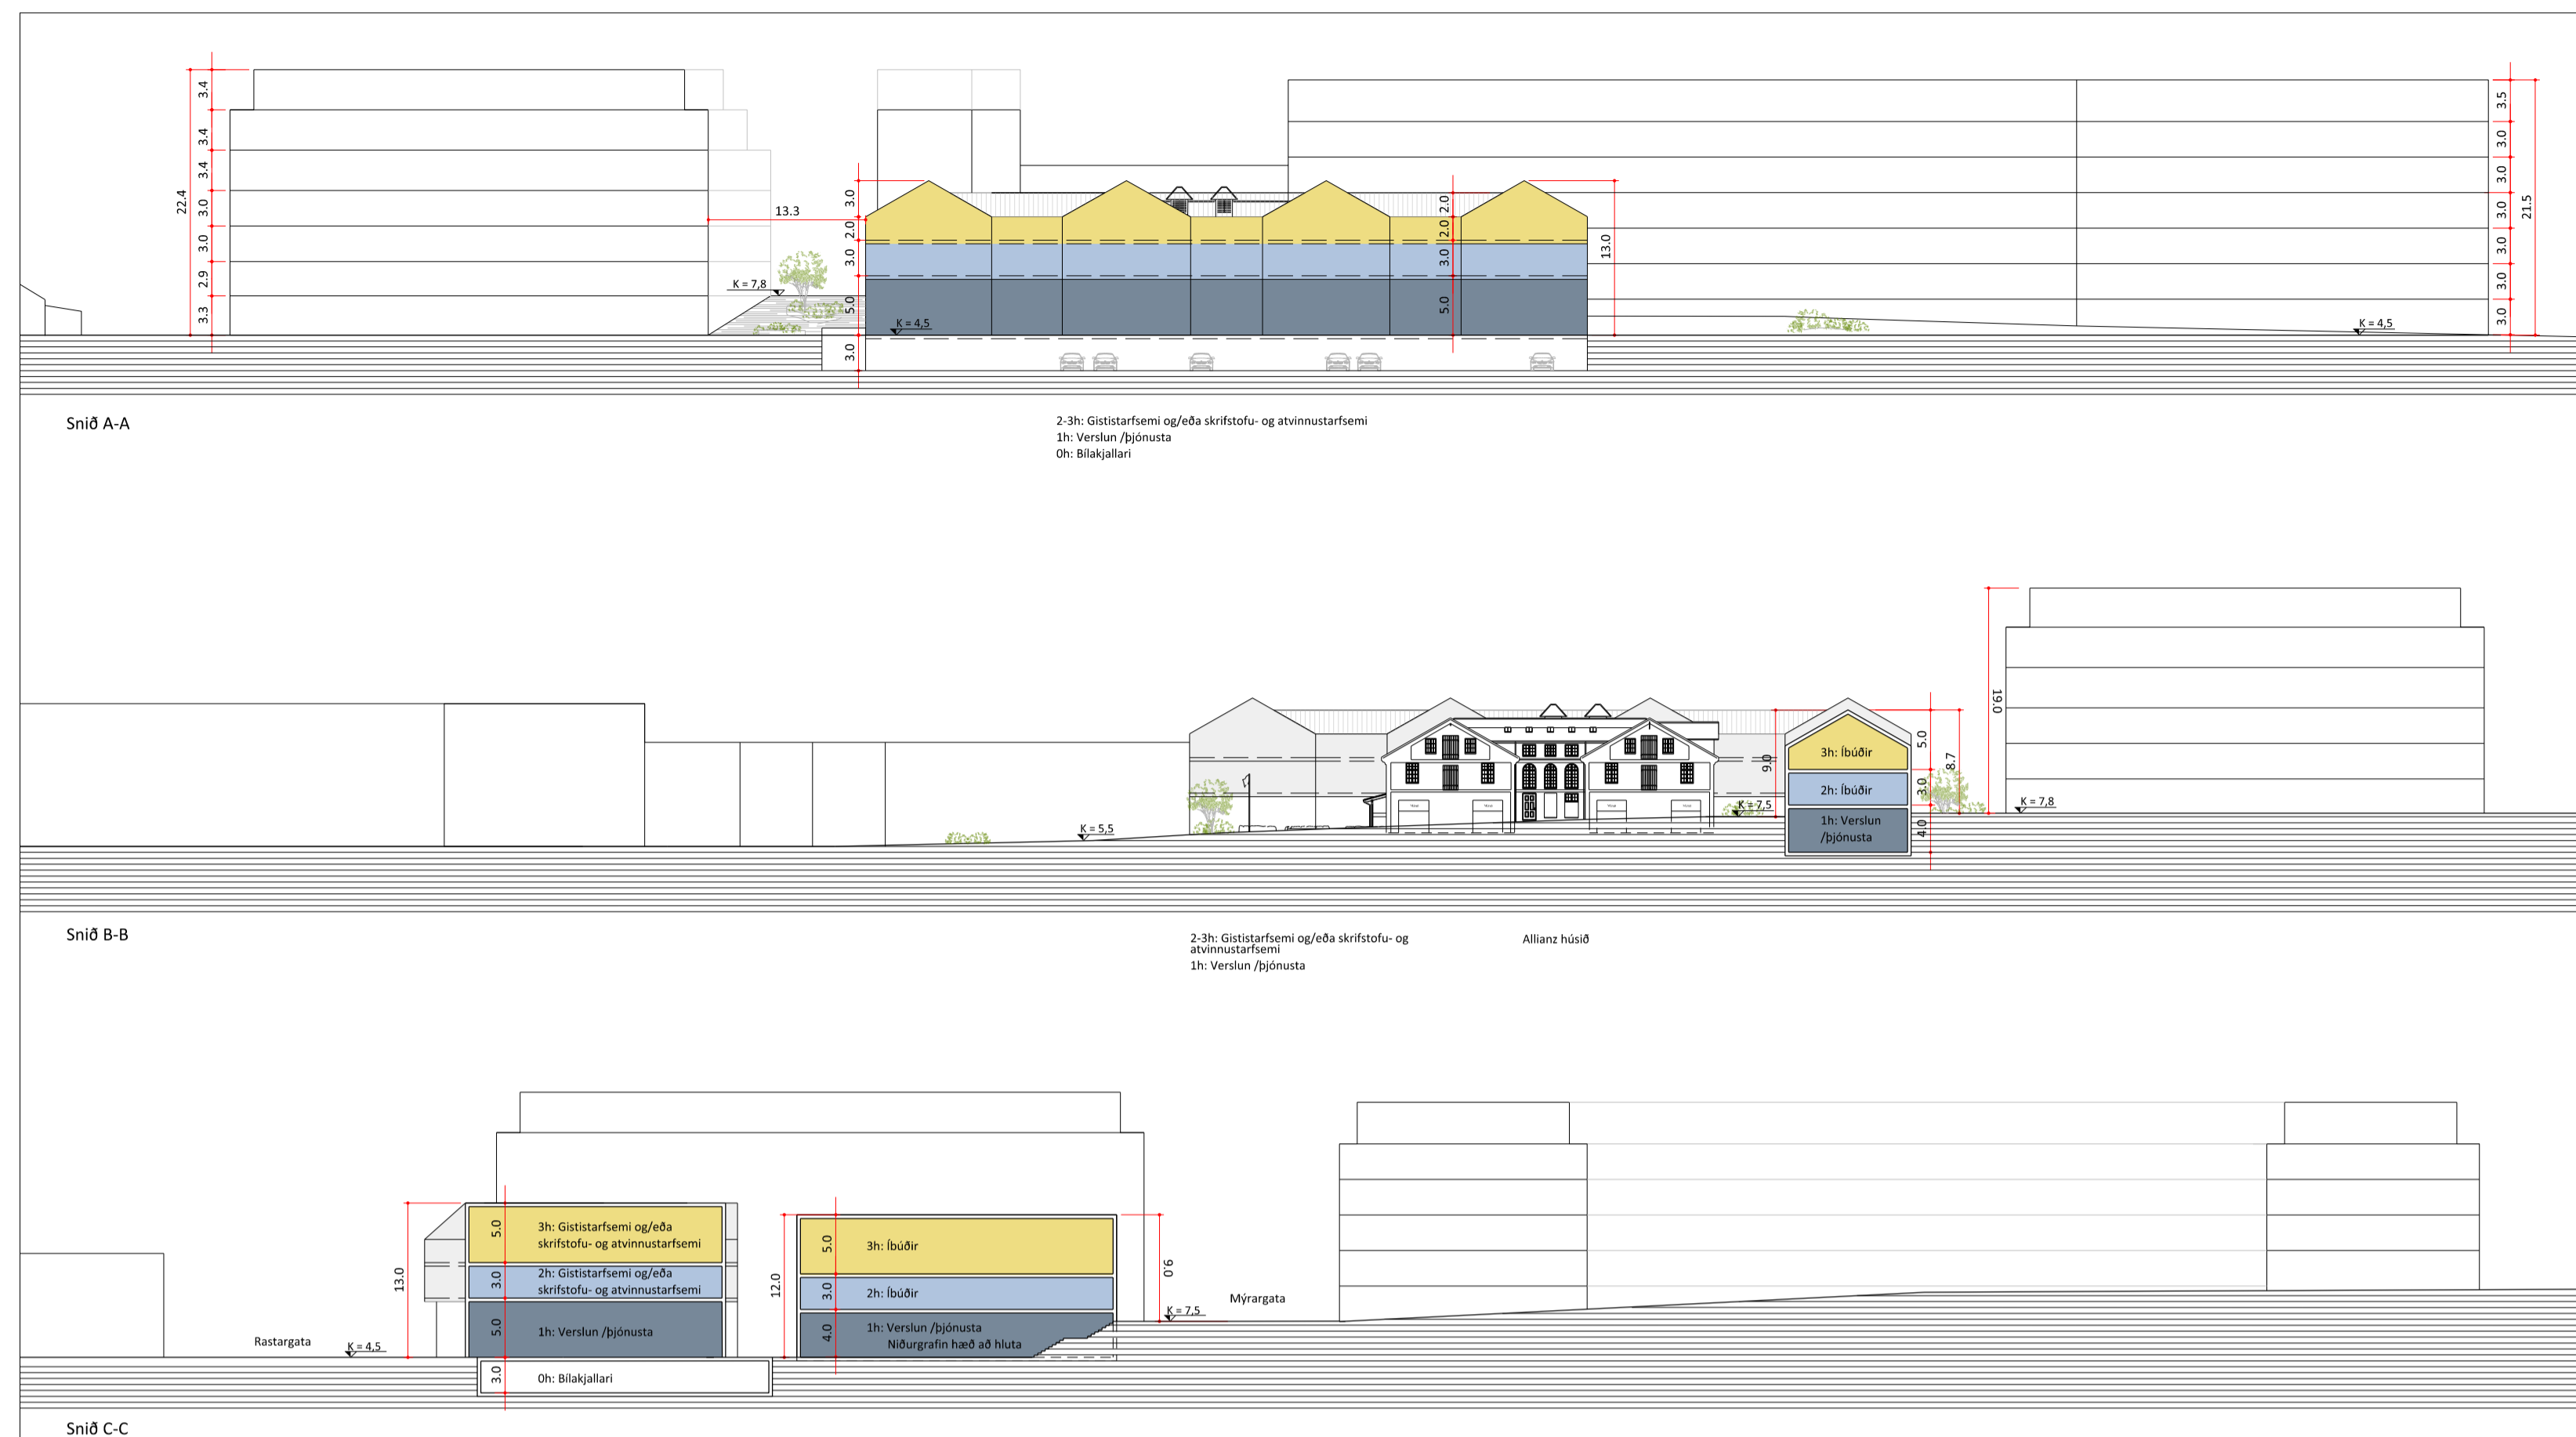 3.4
3.4
3.4
3.0
3.0
2.9
3.3
22.4
13.3
K = 7,8
3.0
2.0
3.0
5.0
3.0
K = 4,5
2.0
2.0
3.0
5.0
13.0
3.5
3.0
3.0
3.0
3.0
3.0
3.0
21.5
K = 4,5
Snið A-A
2-3h: Gististarfsemi og/eða skrifstofu- og atvinnustarfsemi
1h: Verslun /þjónusta
0h: Bílakjallari
K = 5,5
9.0
K = 7,5
3h: Íbúðir
2h: Íbúðir
1h: Verslun
/þjónusta
5.0
3.0
4.0
8.7
19.0
K = 7,8
Snið B-B
2-3h: Gististarfsemi og/eða skrifstofu- og
atvinnustarfsemi
1h: Verslun /þjónusta
Allianz húsið
Rastargata
K = 4,5
13.0
5.0
3.0
5.0
3.0
3h: Gististarfsemi og/eða
skrifstofu- og atvinnustarfsemi
2h: Gististarfsemi og/eða
skrifstofu- og atvinnustarfsemi
1h: Verslun /þjónusta
0h: Bílakjallari
12.0
5.0
3.0
4.0
3h: Íbúðir
2h: Íbúðir
1h: Verslun /þjónusta
Niðurgrafin hæð að hluta
9.0
K = 7,5
Mýrargata
Snið C-C